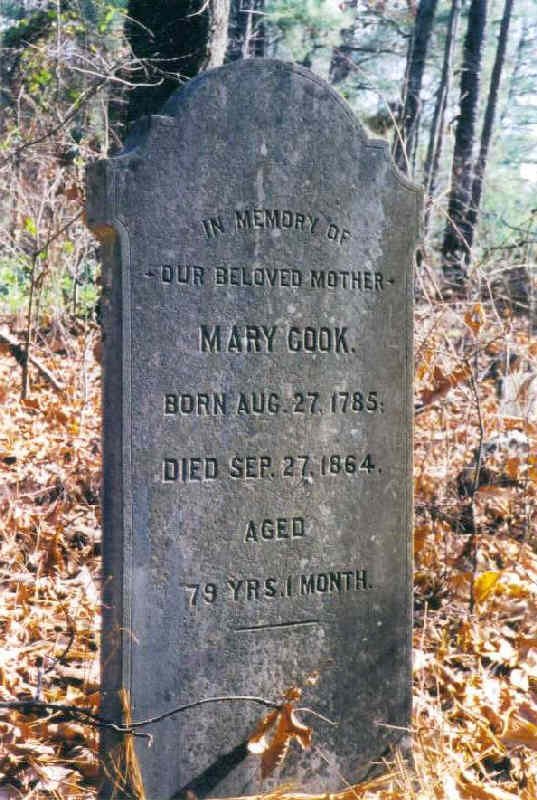 IN MEMORY OF
OUR BELOVED MOTHER
MARY COOK.
BORN AUG. 27, 1785;
DIED SEP. 27, 1864.
AGED
79 YRS. 1 MONTH.